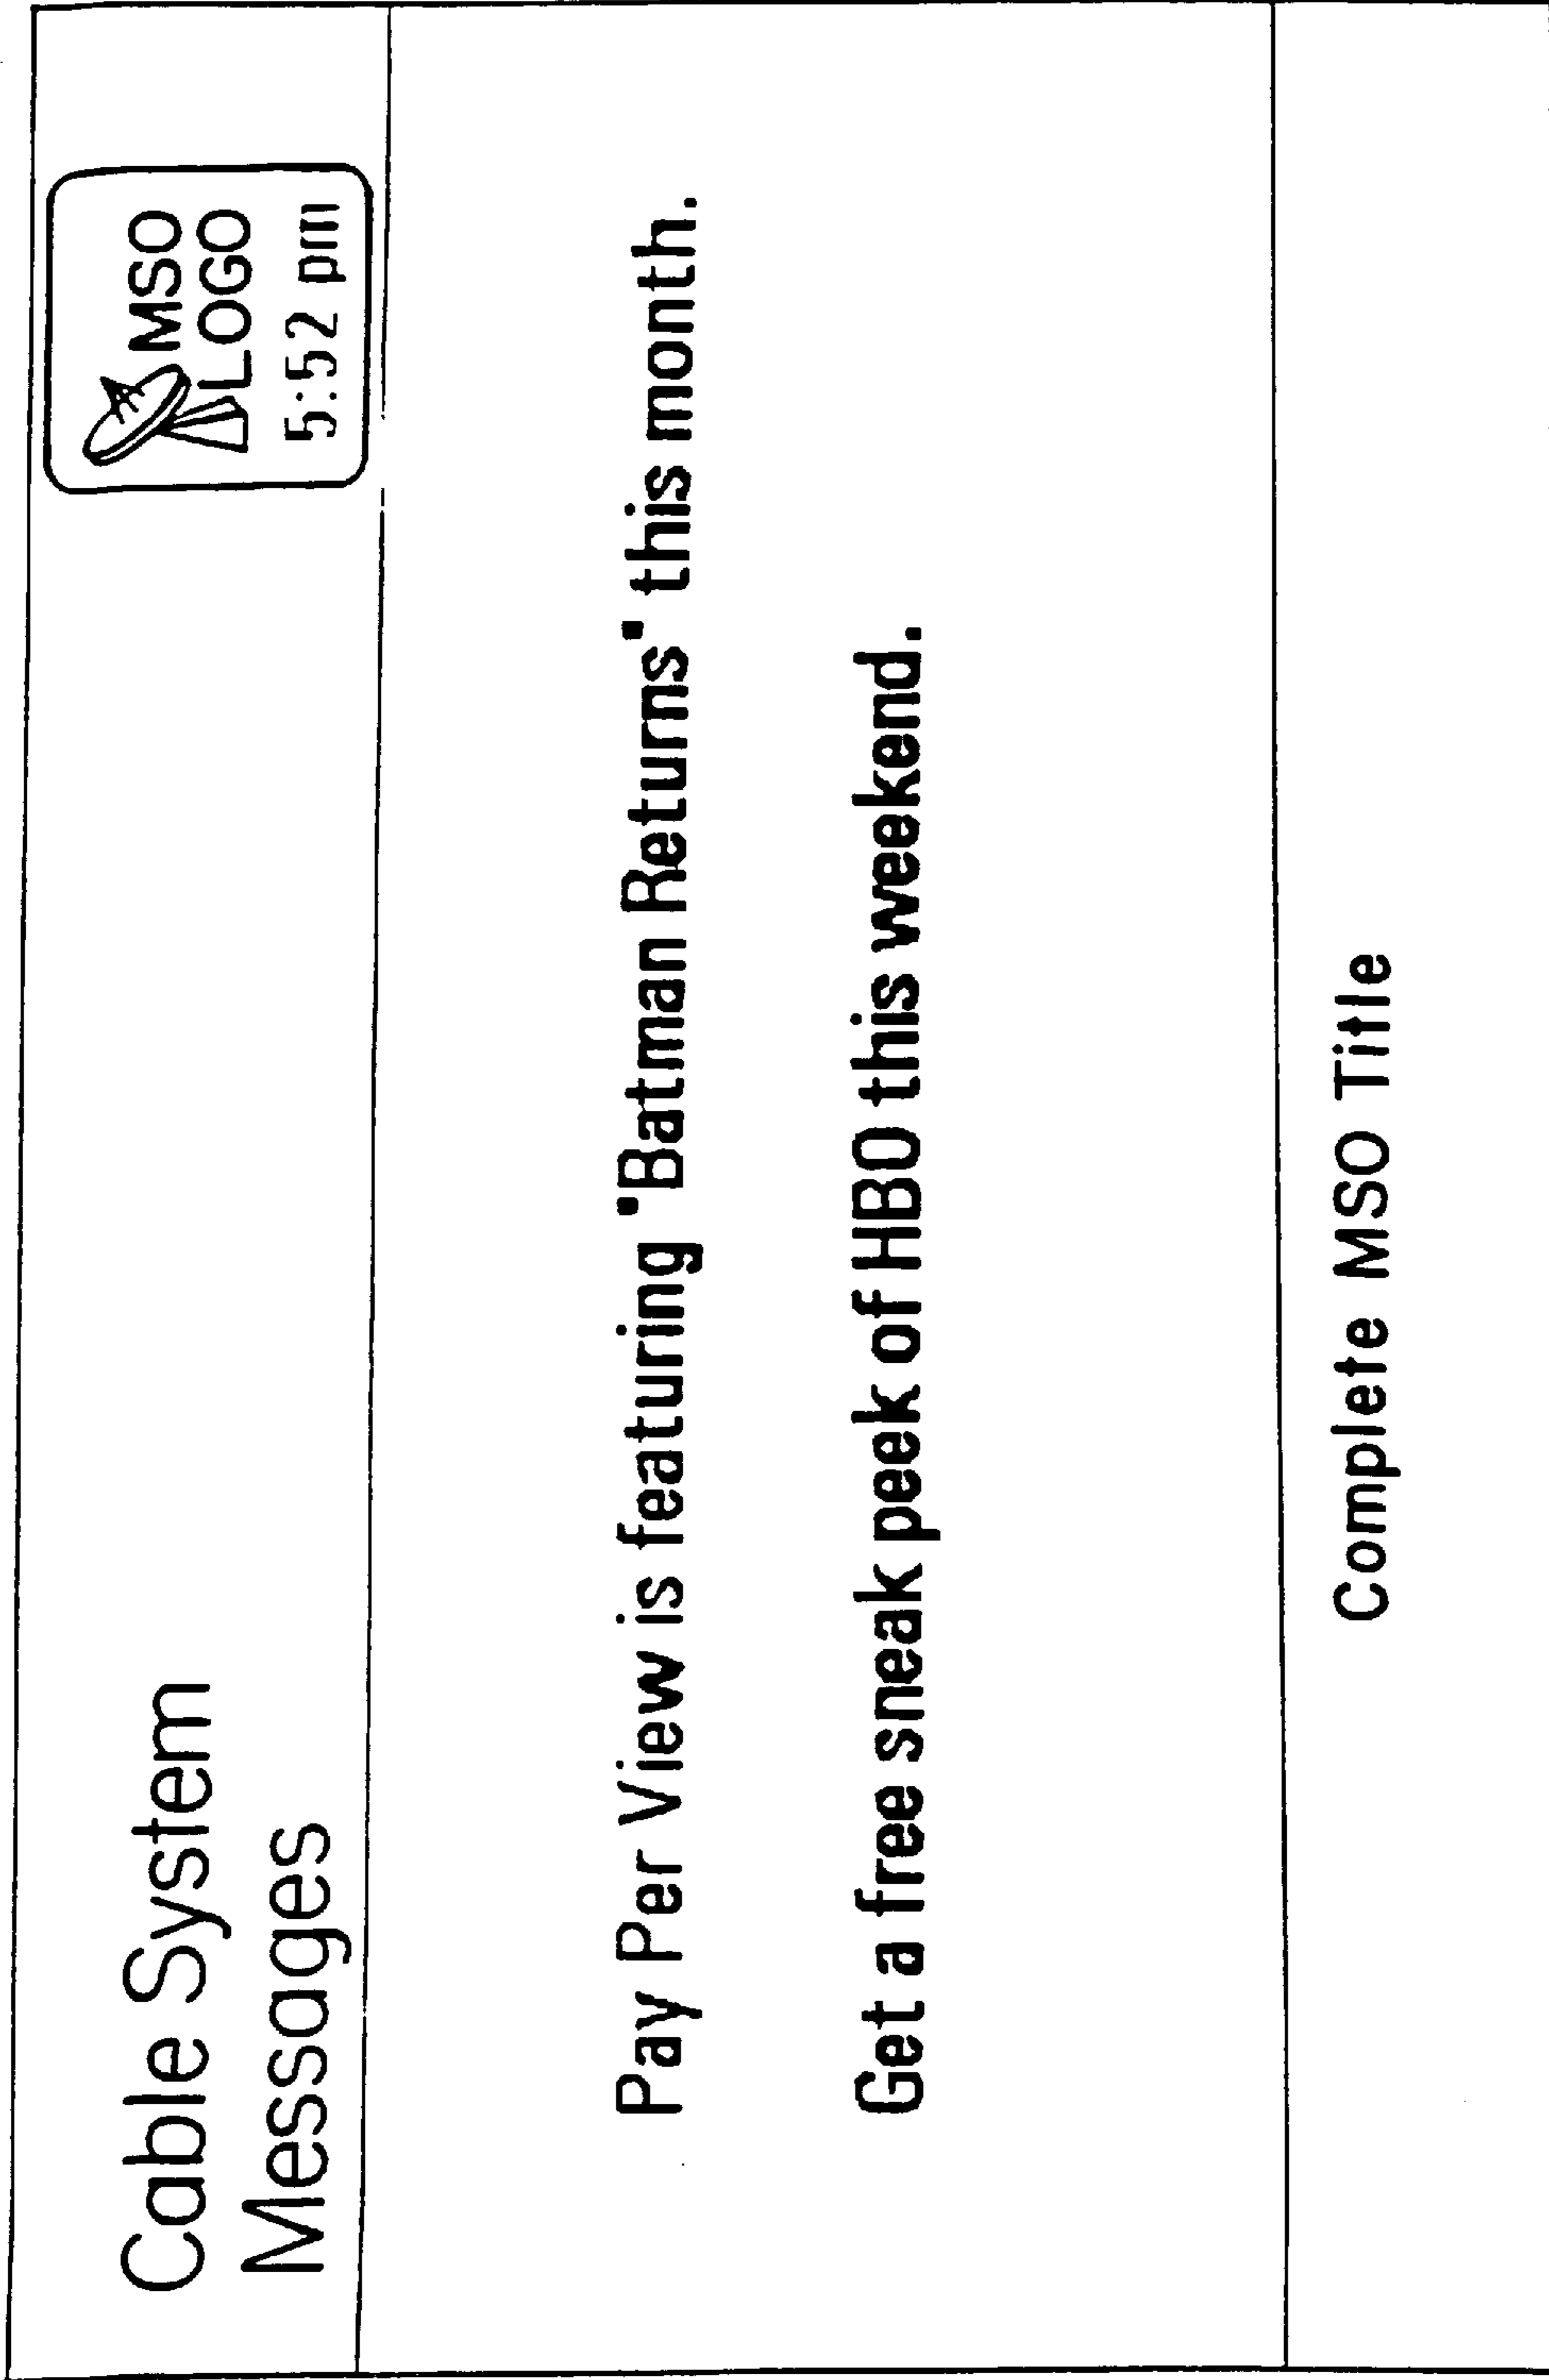 Cable System
Messages
MSO
LOGO
5:52 pm
Pay Per View is featuring "Batman Returns" this month.
Get a free sneak peek of HBO this weekend.
Complete MSO Title